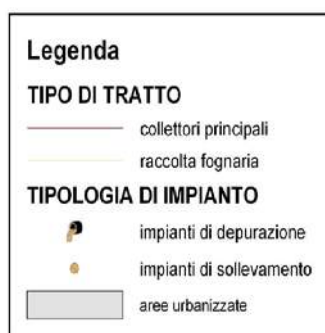 Legenda
TIPO DI TRATTO
collettori principali
raccolta fognaria
TIPOLOGIA DI IMPIANTO
impianti di depurazione
impianti di sollevamento
aree urbanizzate